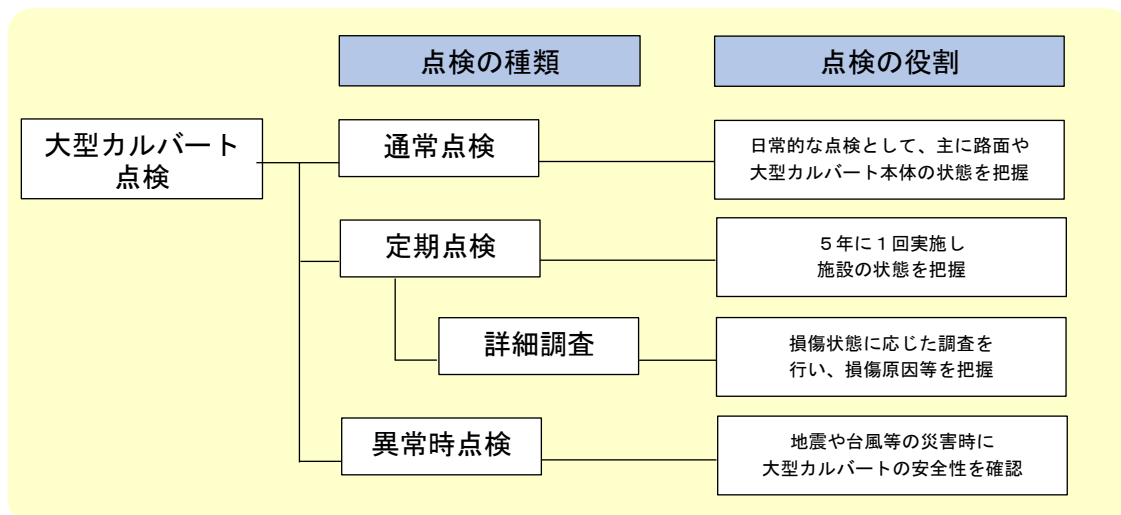 点検の種類
点検の役割
大型カルバート
点検
通常点検
日常的な点検として、主に路面や
大型カルバート本体の状態を把握
定期点検
５年に１回実施し
施設の状態を把握
詳細調査
損傷状態に応じた調査を
行い、損傷原因等を把握
異常時点検
地震や台風等の災害時に
大型カルバートの安全性を確認